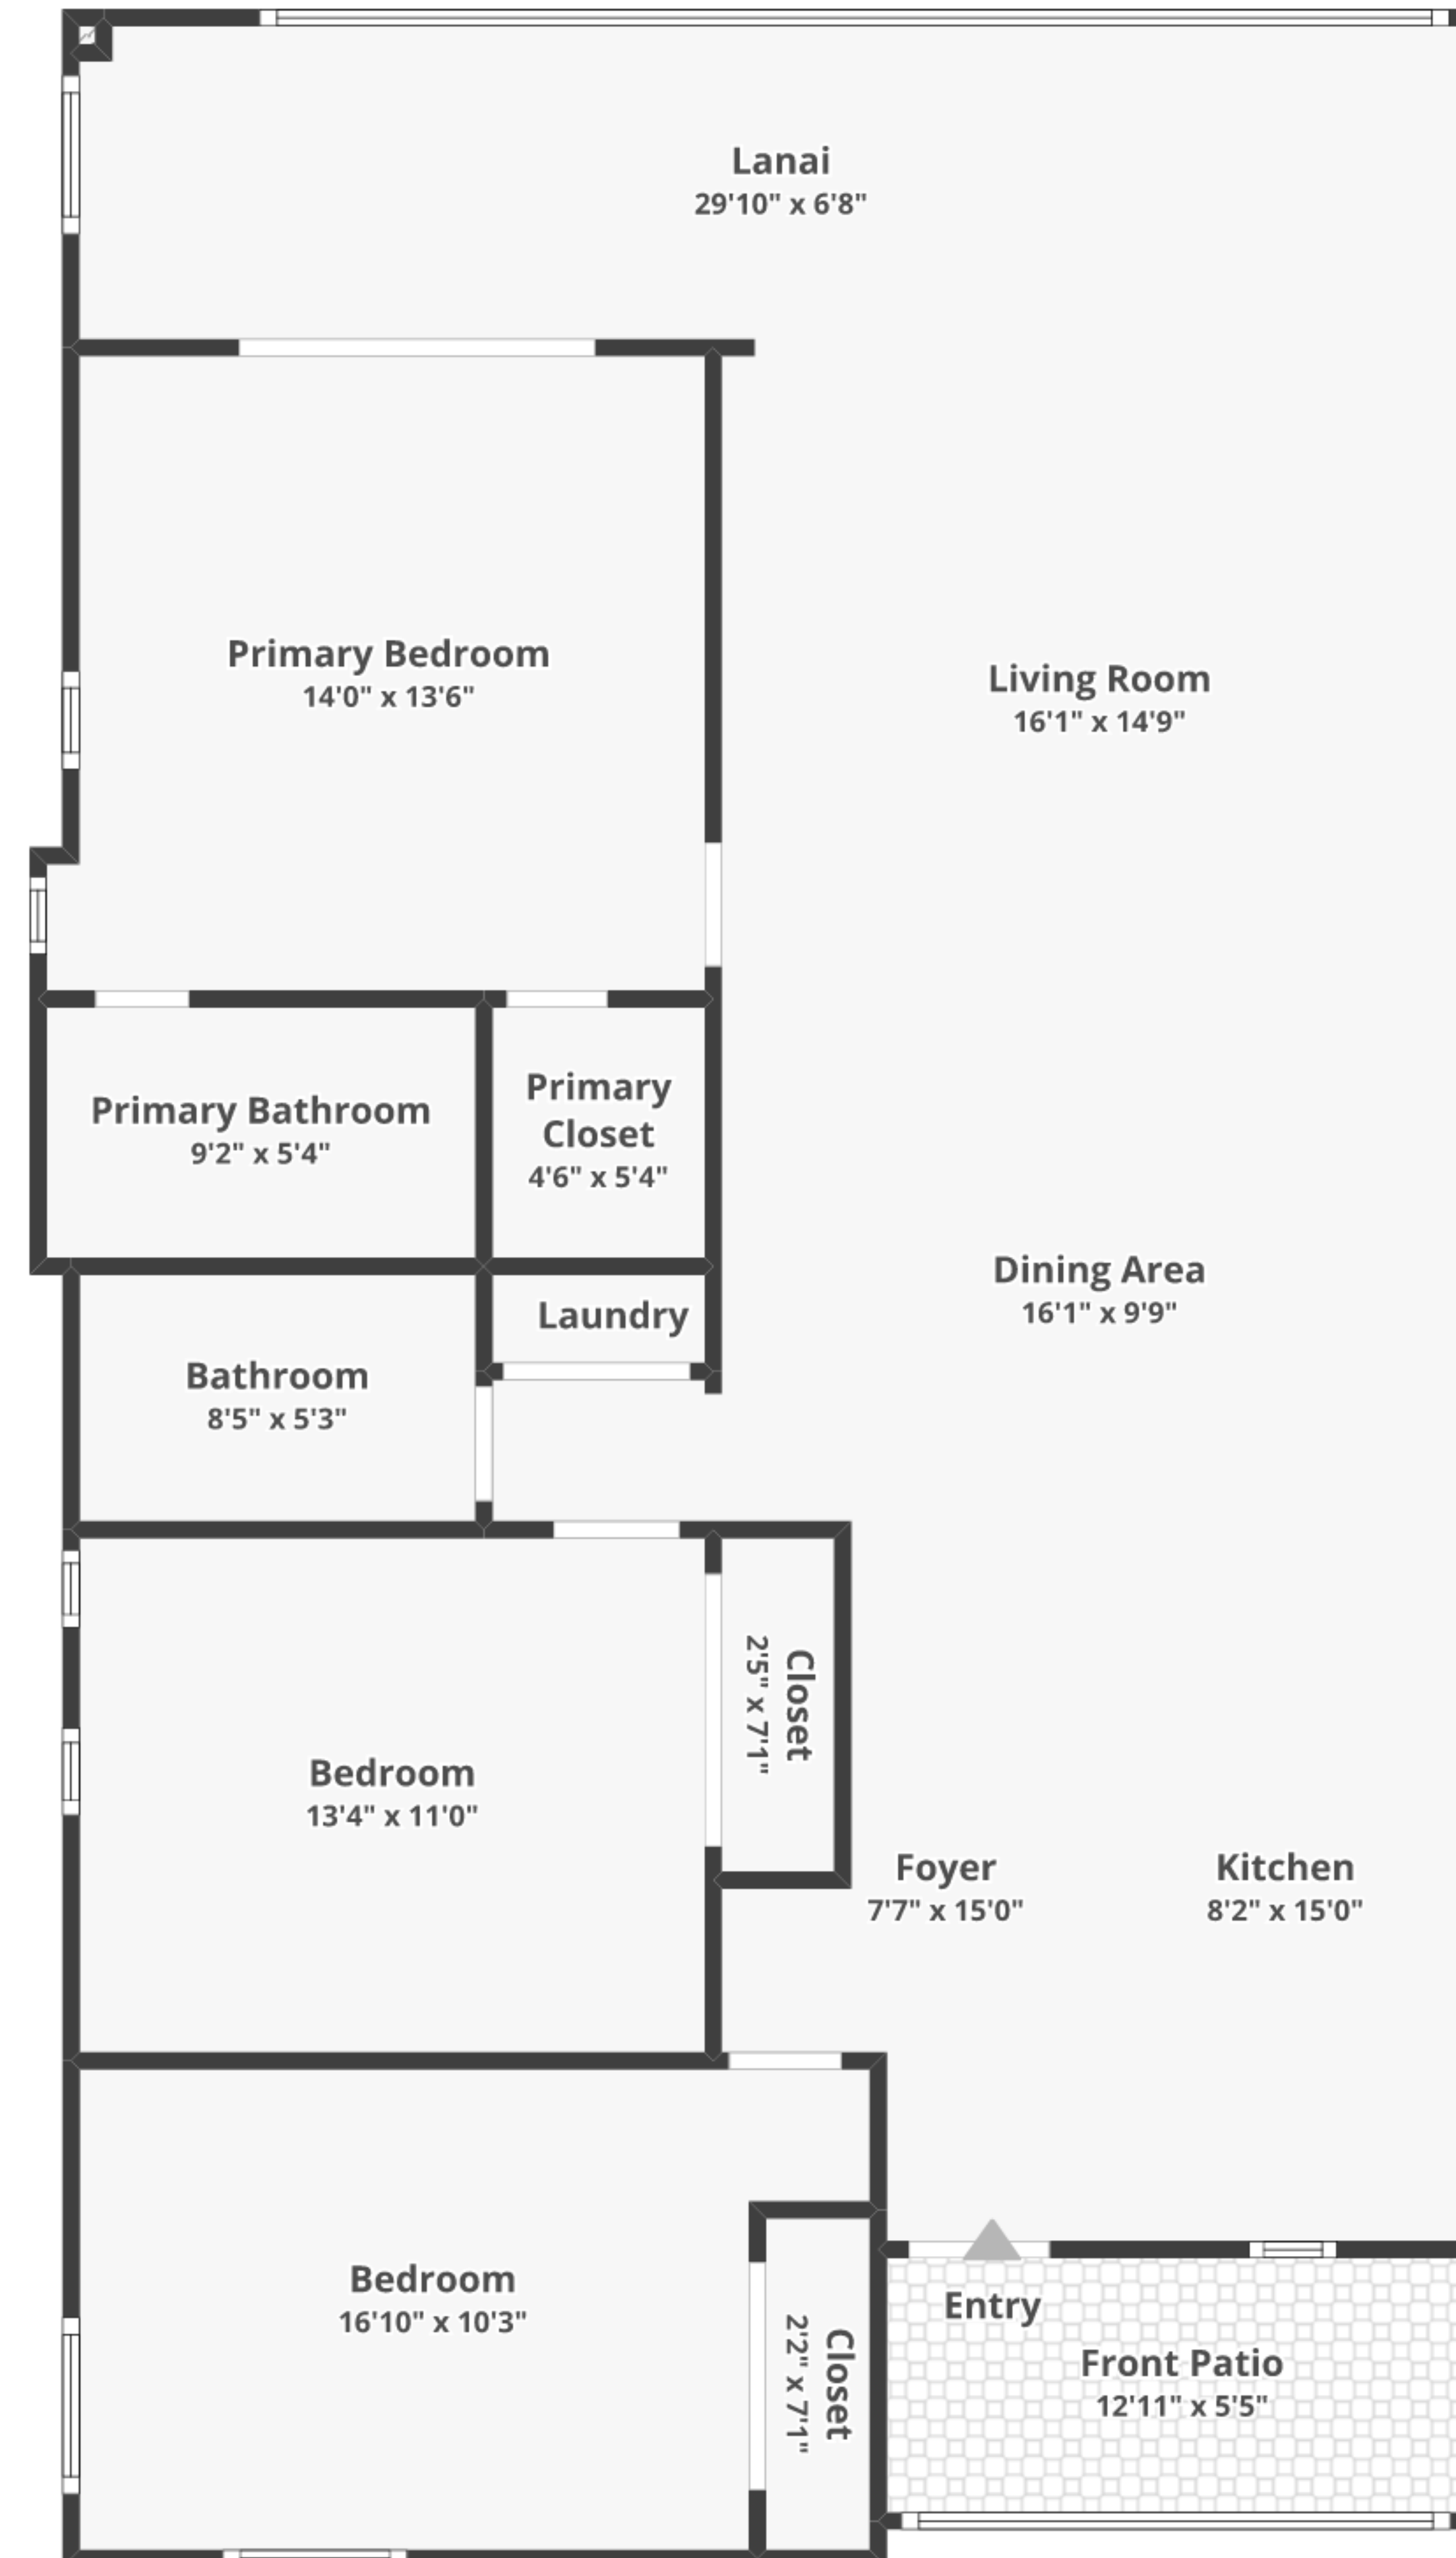 Lanai
29'10" x 6'8"
Primary Bedroom
14'0" x 13'6"
Living Room
16'1" x 14'9"
Primary Bathroom
9'2" x 5'4"
Primary
Closet
4'6" x 5'4"
Dining Area
16'1" x 9'9"
Laundry
Bathroom
8'5" x 5'3"
Closet
2'5" x 7'1"
Bedroom
13'4" x 11'0"
Foyer
7'7" x 15'0"
Kitchen
8'2" x 15'0"
Bedroom
16'10" x 10'3"
Closet
2'2" x 7'1"
Entry
Front Patio
12'11" x 5'5"